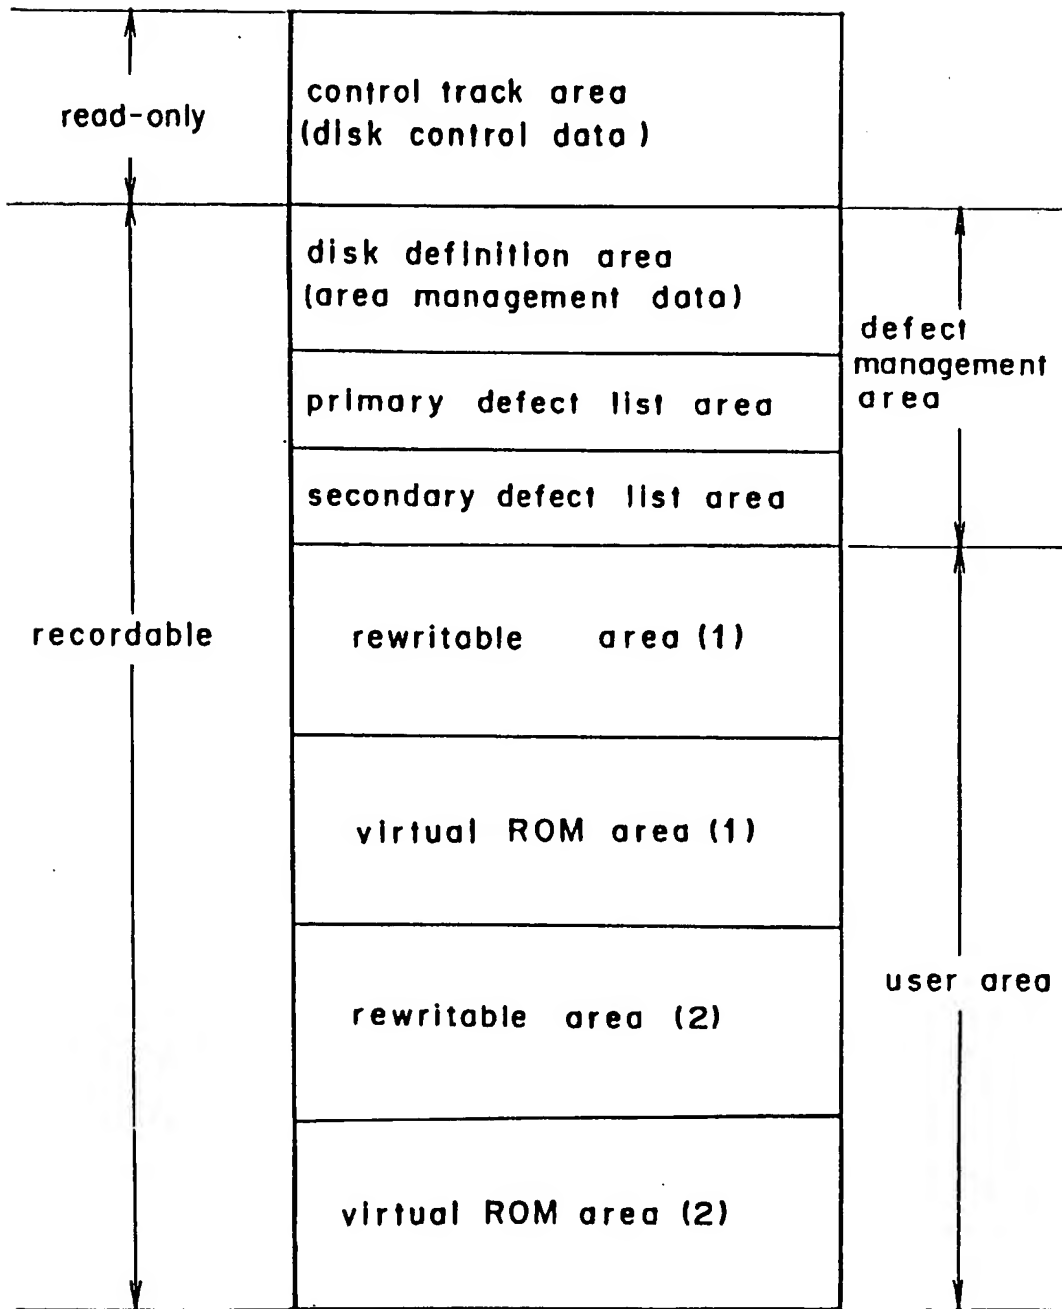 read-only
control track area
(disk control data)
disk definition area
(area management data)
defect
management
area
primary defect list area
secondary defect list area
recordable
rewritable area (1)
virtual ROM area (1)
user area
rewritable area (2)
virtual ROM area (2)